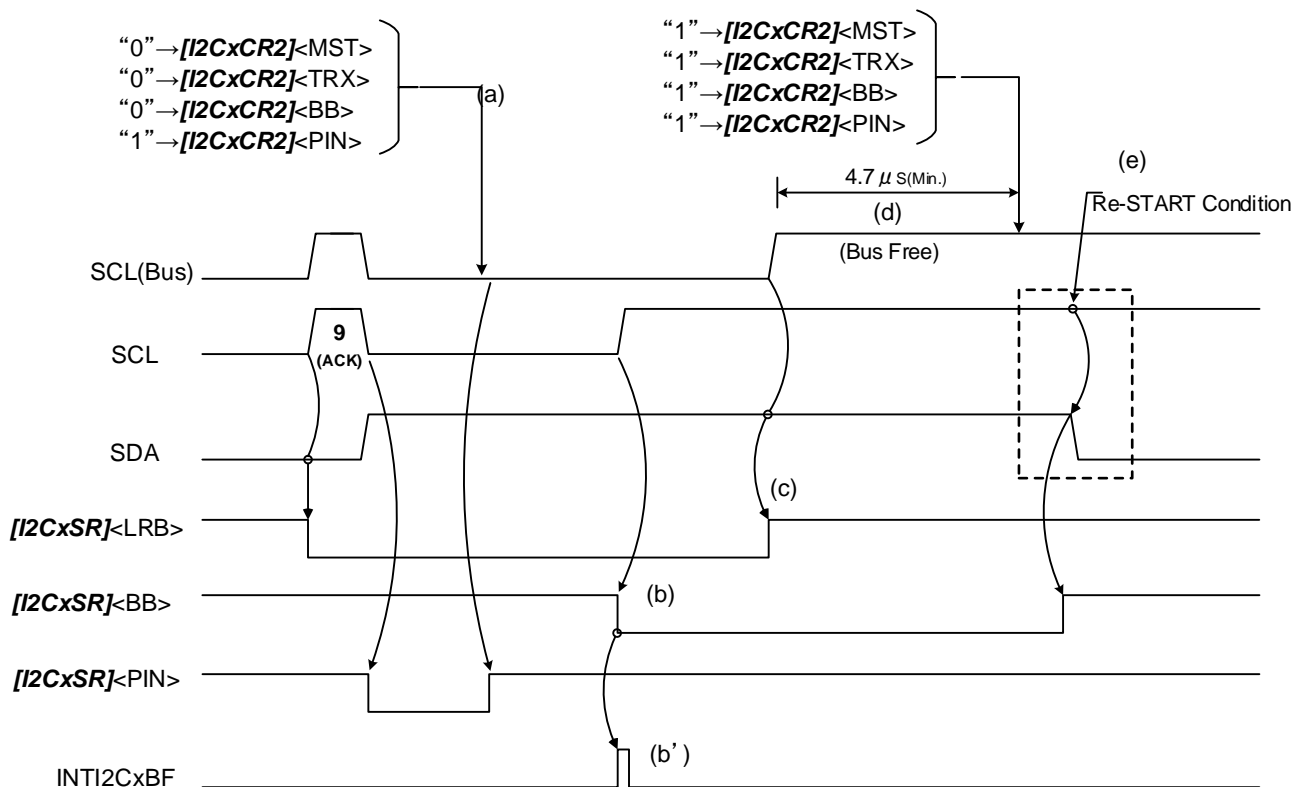 “0”→[I2CxCR2]<MST>
“0”→[I2CxCR2]<TRX>
“0”→[I2CxCR2]<BB>
“1”→[I2CxCR2]<PIN>
(a)
“1”→[I2CxCR2]<MST>
“1”→[I2CxCR2]<TRX>
“1”→[I2CxCR2]<BB>
“1”→[I2CxCR2]<PIN>
(e)
4.7 μ S(Min.)
Re-START Condition
(d)
(Bus Free)
SCL(Bus)
9
(ACK)
SCL
SDA
(c)
[I2CxSR]<LRB>
[I2CxSR]<BB>
(b)
[I2CxSR]<PIN>
(b’)
INTI2CxBF